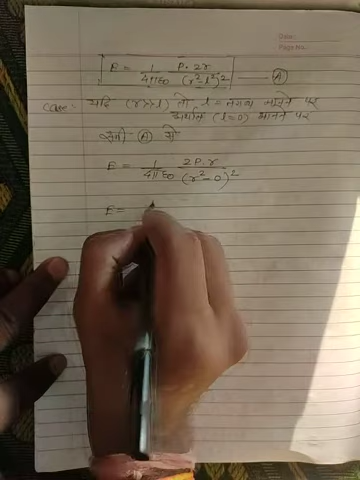 Date:
Page No.:
E = 1/4πε₀ P·2r/(r²-l²)² —— Ⓐ
case:- यदि (r>>l) तो, l = नगण्य मानने पर
अर्थात (l=0) मानने पर
समी Ⓐ से
E = 1/4πε₀ 2P·r/(r²-0)²
E =